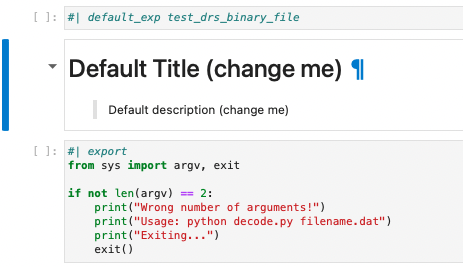 [ ]: #| default_exp test_drs_binary_file
Default Title (change me) ¶
Default description (change me)
[ ]: #| export
from sys import argv, exit
if not len(argv) == 2:
    print("Wrong number of arguments!")
    print("Usage: python decode.py filename.dat")
    print("Exiting...")
    exit()